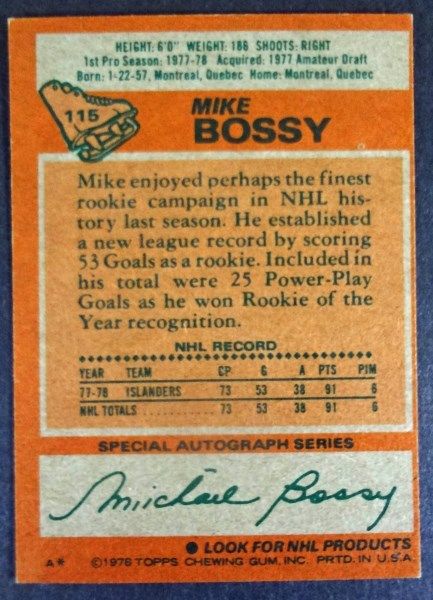 HEIGHT: 6'0" WEIGHT: 186 SHOOTS: RIGHT
1st Pro Season: 1977-78 Acquired: 1977 Amateur Draft
Born: 1-22-57, Montreal, Quebec Home: Montreal, Quebec
115
MIKE
BOSSY
Mike enjoyed perhaps the finest
rookie campaign in NHL his-
tory last season. He established
a new league record by scoring
53 Goals as a rookie. Included in
his total were 25 Power-Play
Goals as he won Rookie of the
Year recognition.
NHL RECORD
YEAR TEAM GP G A PTS PIM
77-78 ISLANDERS 73 53 38 91 6
NHL TOTALS 73 53 38 91 6
SPECIAL AUTOGRAPH SERIES
Michael Bossy
● LOOK FOR NHL PRODUCTS
A* ©1978 TOPPS CHEWING GUM, INC. PRTD. IN U.S.A